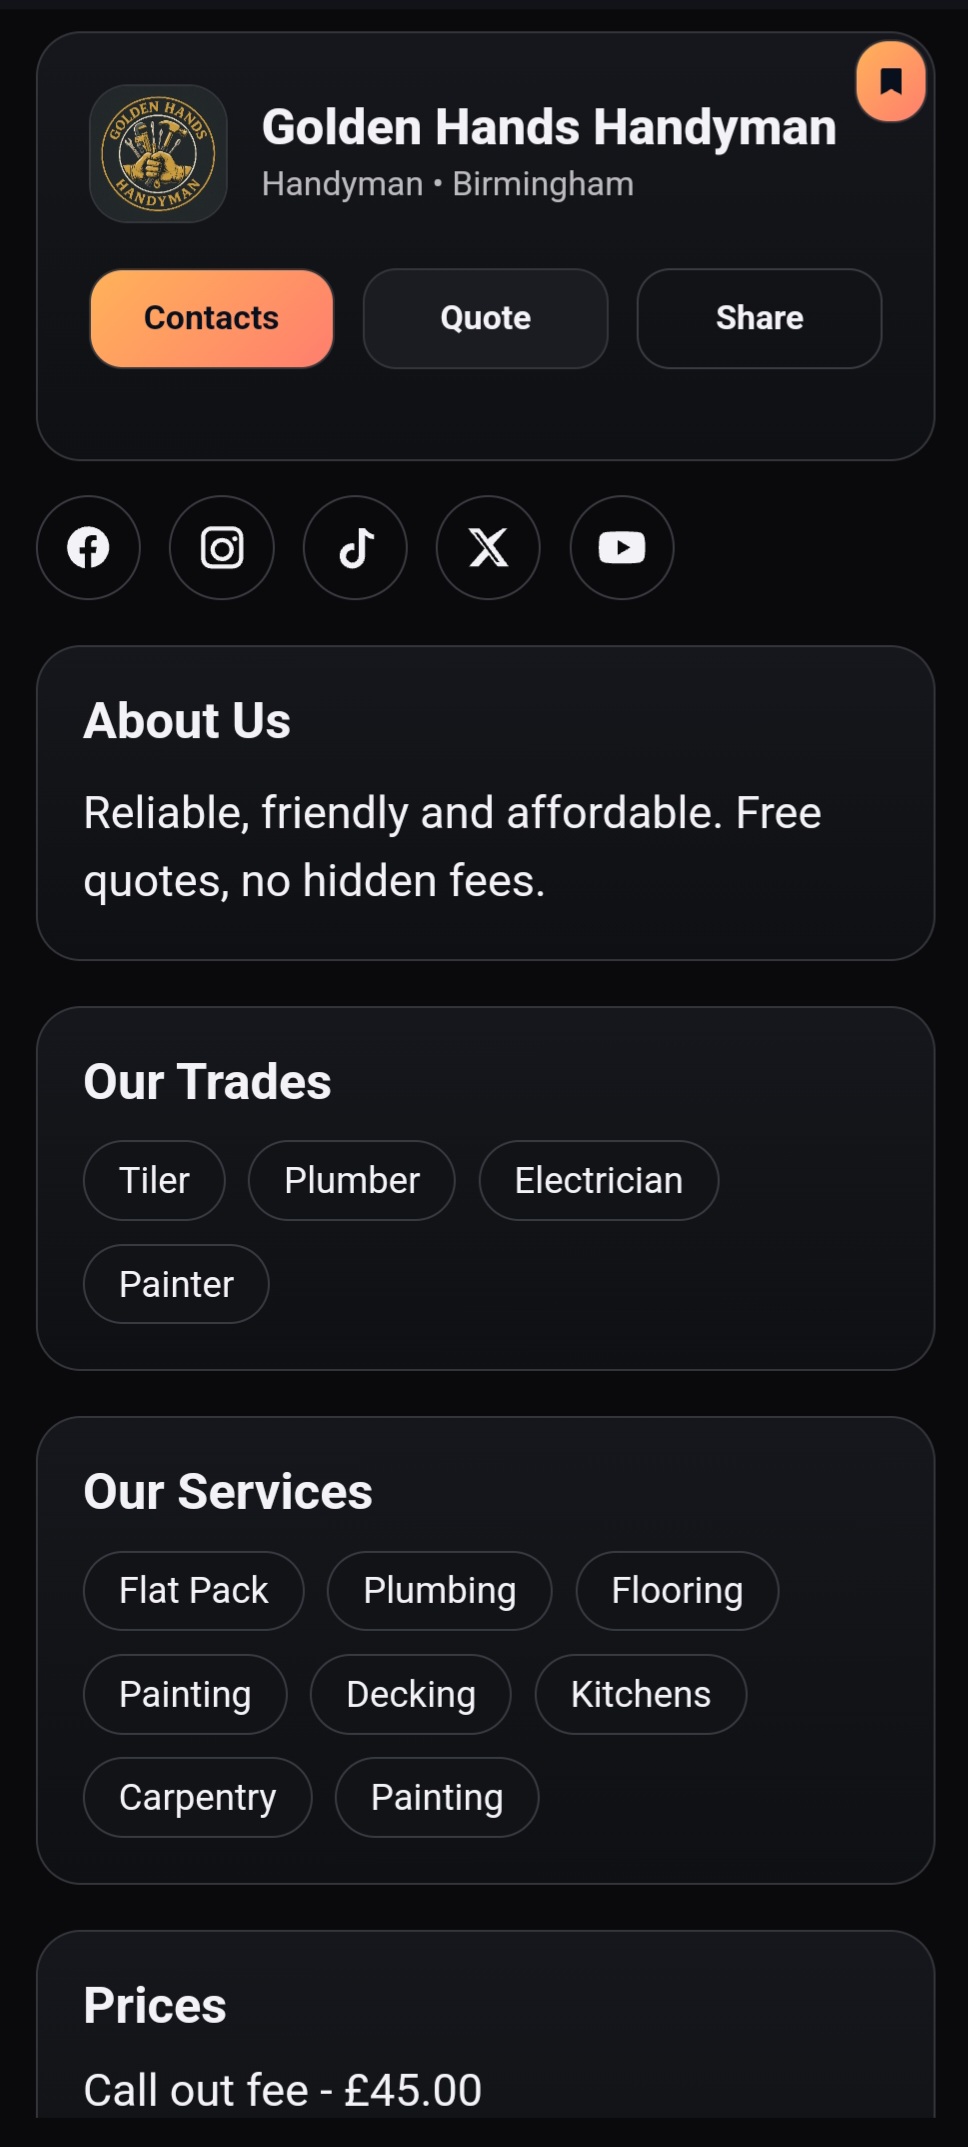 GOLDEN HANDS
HANDYMAN
Golden Hands Handyman
Handyman • Birmingham
Contacts Quote Share
About Us
Reliable, friendly and affordable. Free
quotes, no hidden fees.
Our Trades
Tiler Plumber Electrician
Painter
Our Services
Flat Pack Plumbing Flooring
Painting Decking Kitchens
Carpentry Painting
Prices
Call out fee - £45.00